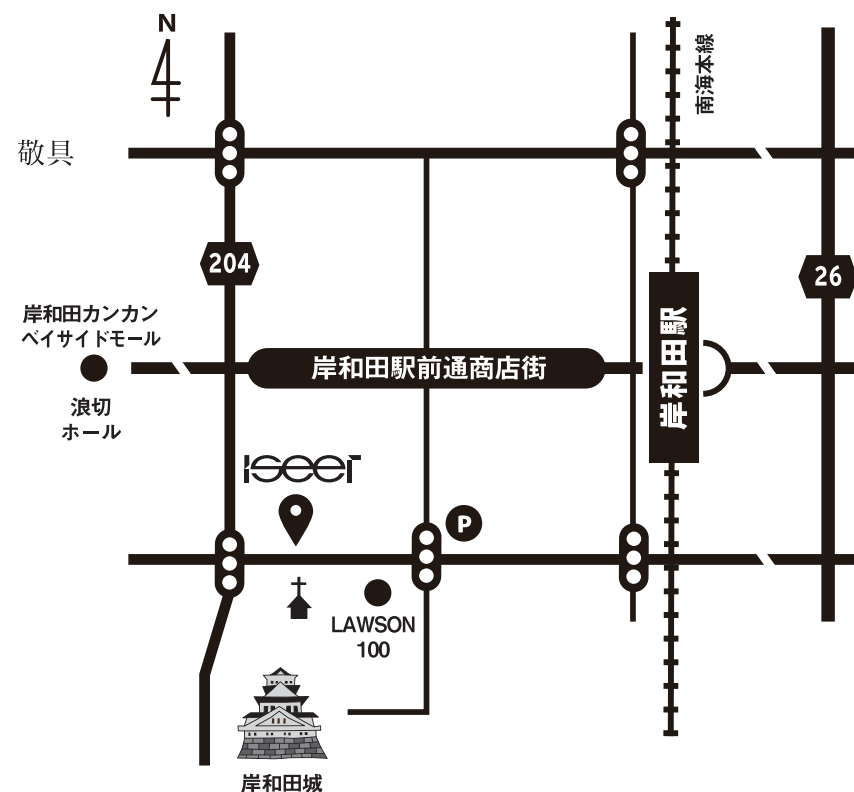 N
南海本線
敬具
204
26
岸和田カンカン
ベイサイドモール
岸和田駅前通商店街
岸和田駅
浪切
ホール
iseer
P
LAWSON
100
岸和田城